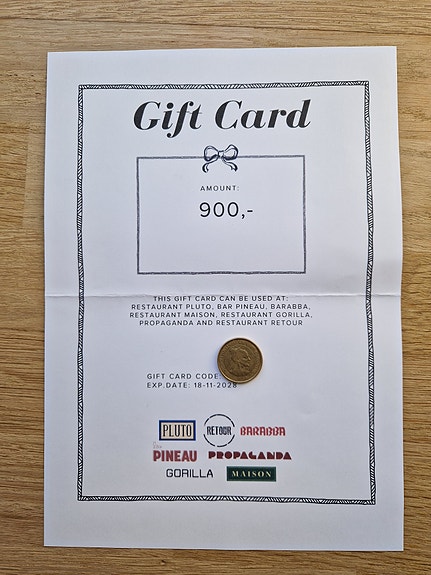 Gift Card
AMOUNT:
900,-
THIS GIFT CARD CAN BE USED AT:
RESTAURANT PLUTO, BAR PINEAU, BARABBA,
RESTAURANT MAISON, RESTAURANT GORILLA,
PROPAGANDA AND RESTAURANT RETOUR
GIFT CARD CODE:
EXP.DATE: 18-11-2028
PLUTO
RETOUR
BARABBA
Bar
PINEAU
PROPAGANDA
GORILLA
MAISON